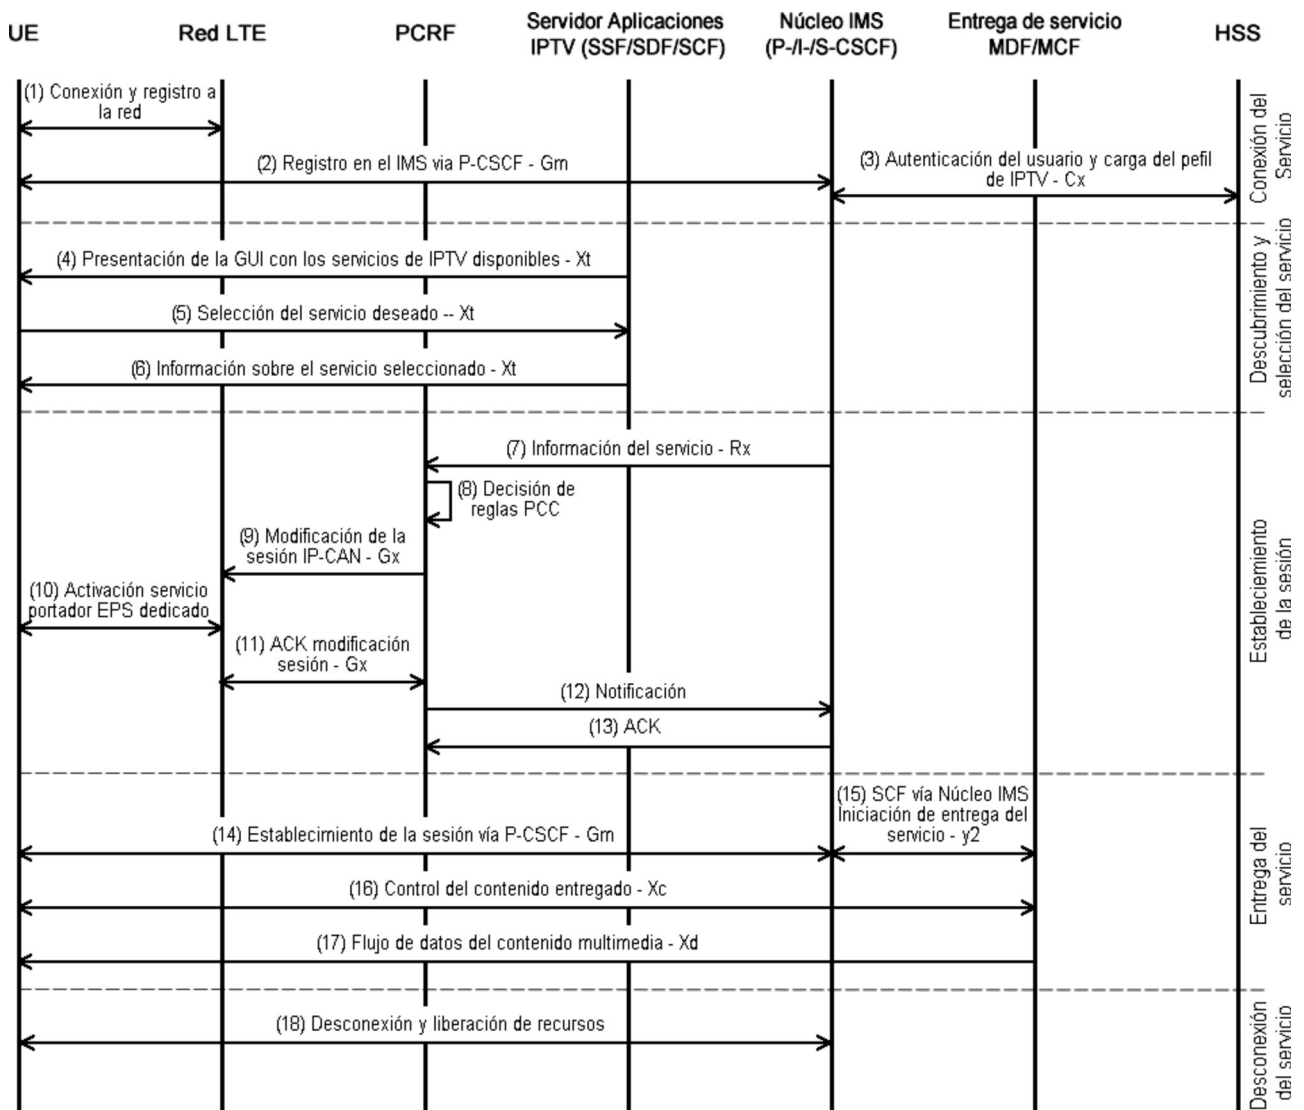 UE
Red LTE
PCRF
Servidor Aplicaciones
IPTV (SSF/SDF/SCF)
Núcleo IMS
(P-/I-/S-CSCF)
Entrega de servicio
MDF/MCF
HSS
(1) Conexión y registro a
la red
(2) Registro en el IMS via P-CSCF - Gm
(3) Autenticación del usuario y carga del pefil
de IPTV - Cx
Conexión del
Servicio
(4) Presentación de la GUI con los servicios de IPTV disponibles - Xt
(5) Selección del servicio deseado -- Xt
(6) Información sobre el servicio seleccionado - Xt
Descubrimiento y
selección del servicio
(7) Información del servicio - Rx
(8) Decisión de
reglas PCC
(9) Modificación de la
sesión IP-CAN - Gx
(10) Activación servicio
portador EPS dedicado
(11) ACK modificación
sesión - Gx
(12) Notificación
(13) ACK
Estableciemiento
de la sesión
(14) Establecimiento de la sesión vía P-CSCF - Gm
(15) SCF vía Núcleo IMS
Iniciación de entrega del
servicio - y2
(16) Control del contenido entregado - Xc
(17) Flujo de datos del contenido multimedia - Xd
Entrega del
servicio
(18) Desconexión y liberación de recursos
Desconexión
del servicio